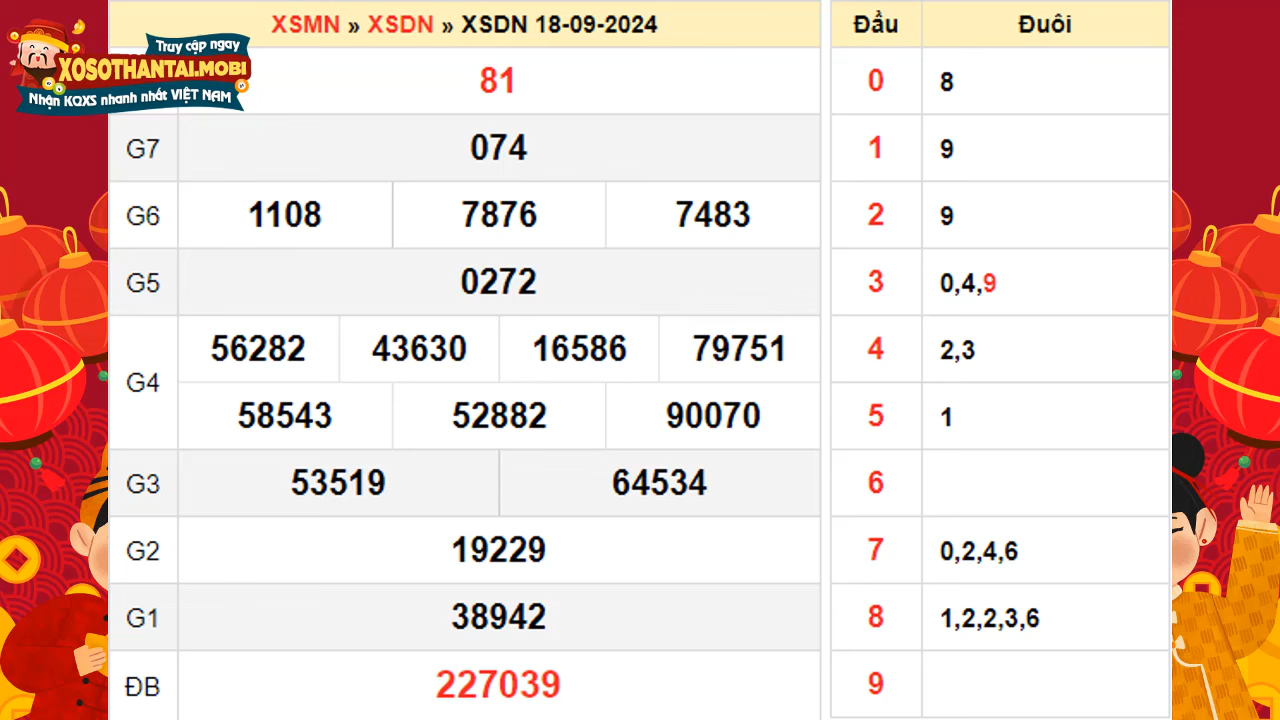 Truy cập ngay
XOSOTHANTAI.MOBI
Nhận KQXS nhanh nhất VIỆT NAM
XSMN » XSDN » XSDN 18-09-2024
81
G7 074
G6 1108 7876 7483
G5 0272
G4 56282 43630 16586 79751
58543 52882 90070
G3 53519 64534
G2 19229
G1 38942
ĐB 227039
Đầu Đuôi
0 8
1 9
2 9
3 0,4,9
4 2,3
5 1
6
7 0,2,4,6
8 1,2,2,3,6
9